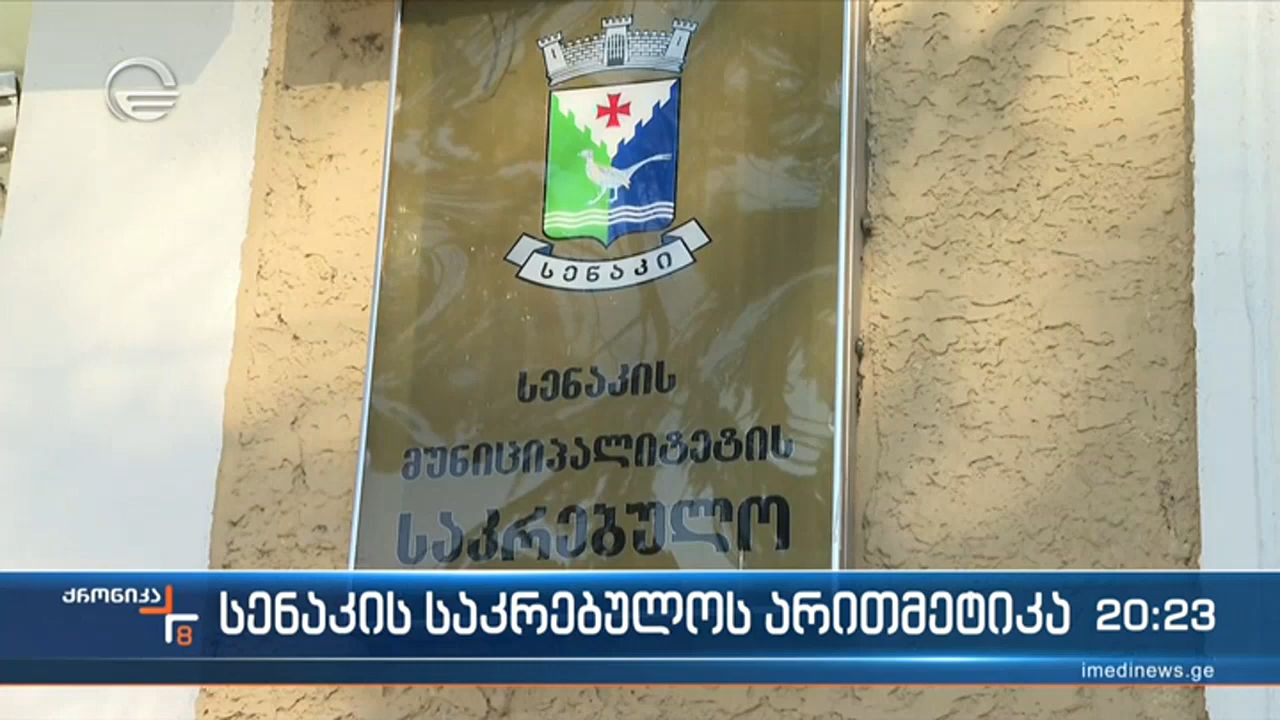 სენაკი
სენაკის
მუნიციპალიტეტის
საკრებულო
ქრონიკა
8
სენაკის საკრებულოს არითმეტიკა
20:23
imedinews.ge